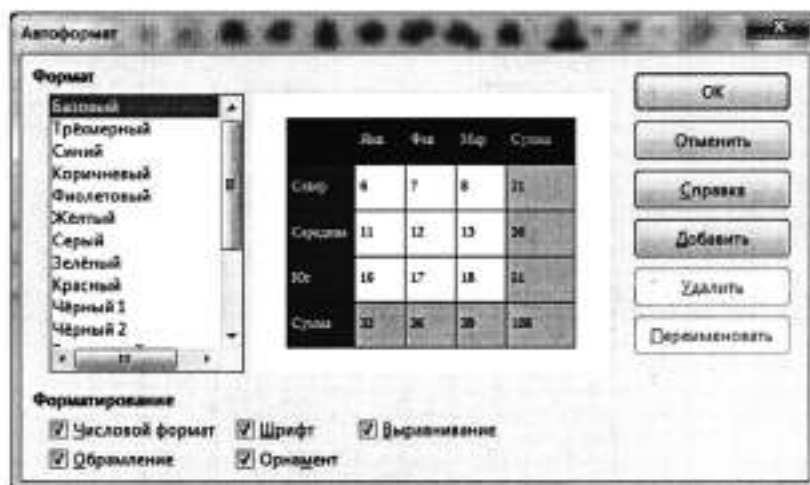 Автоформат
Формат
Базовый
Трёхмерный
Синий
Коричневый
Фиолетовый
Жёлтый
Серый
Зелёный
Красный
Чёрный 1
Чёрный 2
Янв Фев Мар Сумма
Север 6 7 8 21
Середина 11 12 13 36
Юг 16 17 18 51
Сумма 33 36 39 108
OK
Отменить
Справка
Добавить
Удалить
Переименовать
Форматирование
Числовой формат Шрифт Выравнивание
Обрамление Орнамент